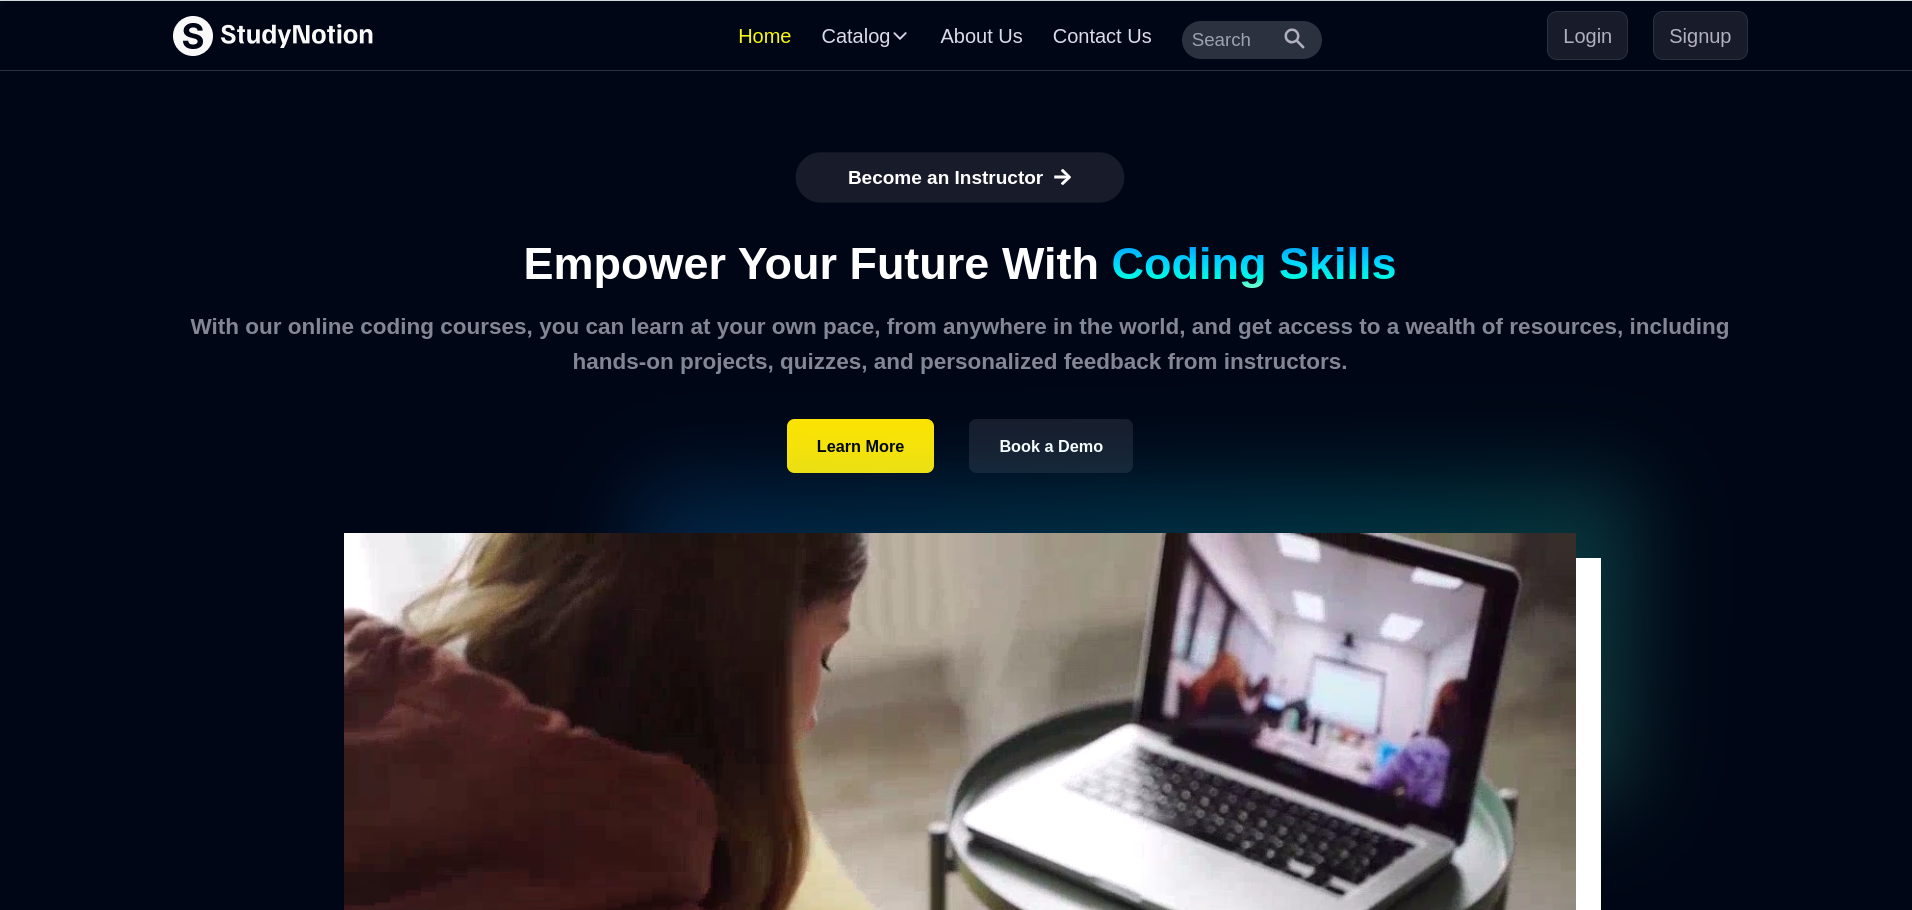 StudyNotion
Home
Catalog
About Us
Contact Us
Search
Login
Signup
Become an Instructor
Empower Your Future With Coding Skills
With our online coding courses, you can learn at your own pace, from anywhere in the world, and get access to a wealth of resources, including
hands-on projects, quizzes, and personalized feedback from instructors.
Learn More
Book a Demo